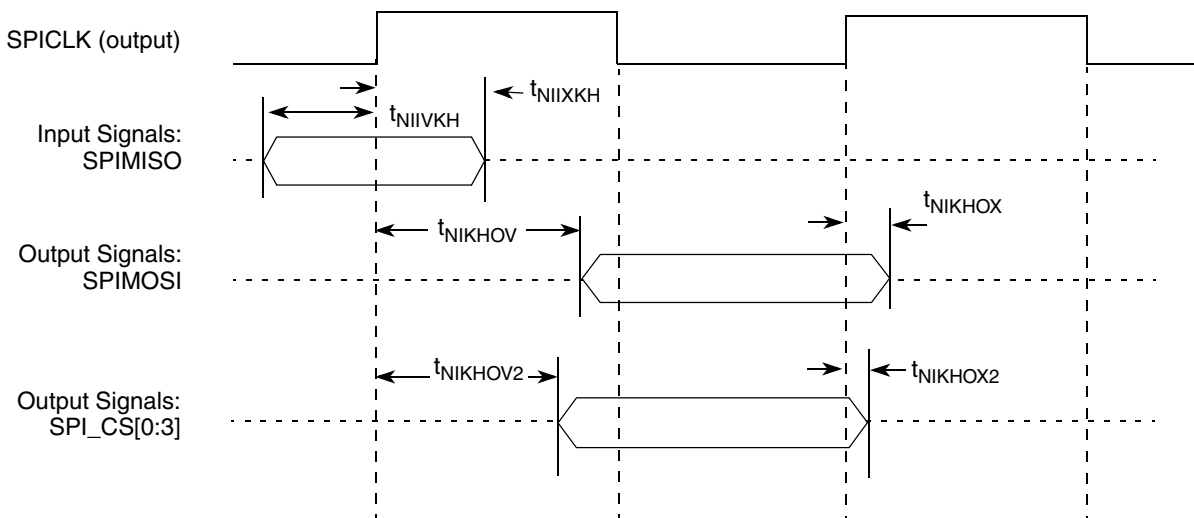 SPICLK (output)
tNIIXKH
tNIIVKH
Input Signals:
SPIMISO
tNIKHOX
tNIKHOV
Output Signals:
SPIMOSI
tNIKHOV2
tNIKHOX2
Output Signals:
SPI_CS[0:3]